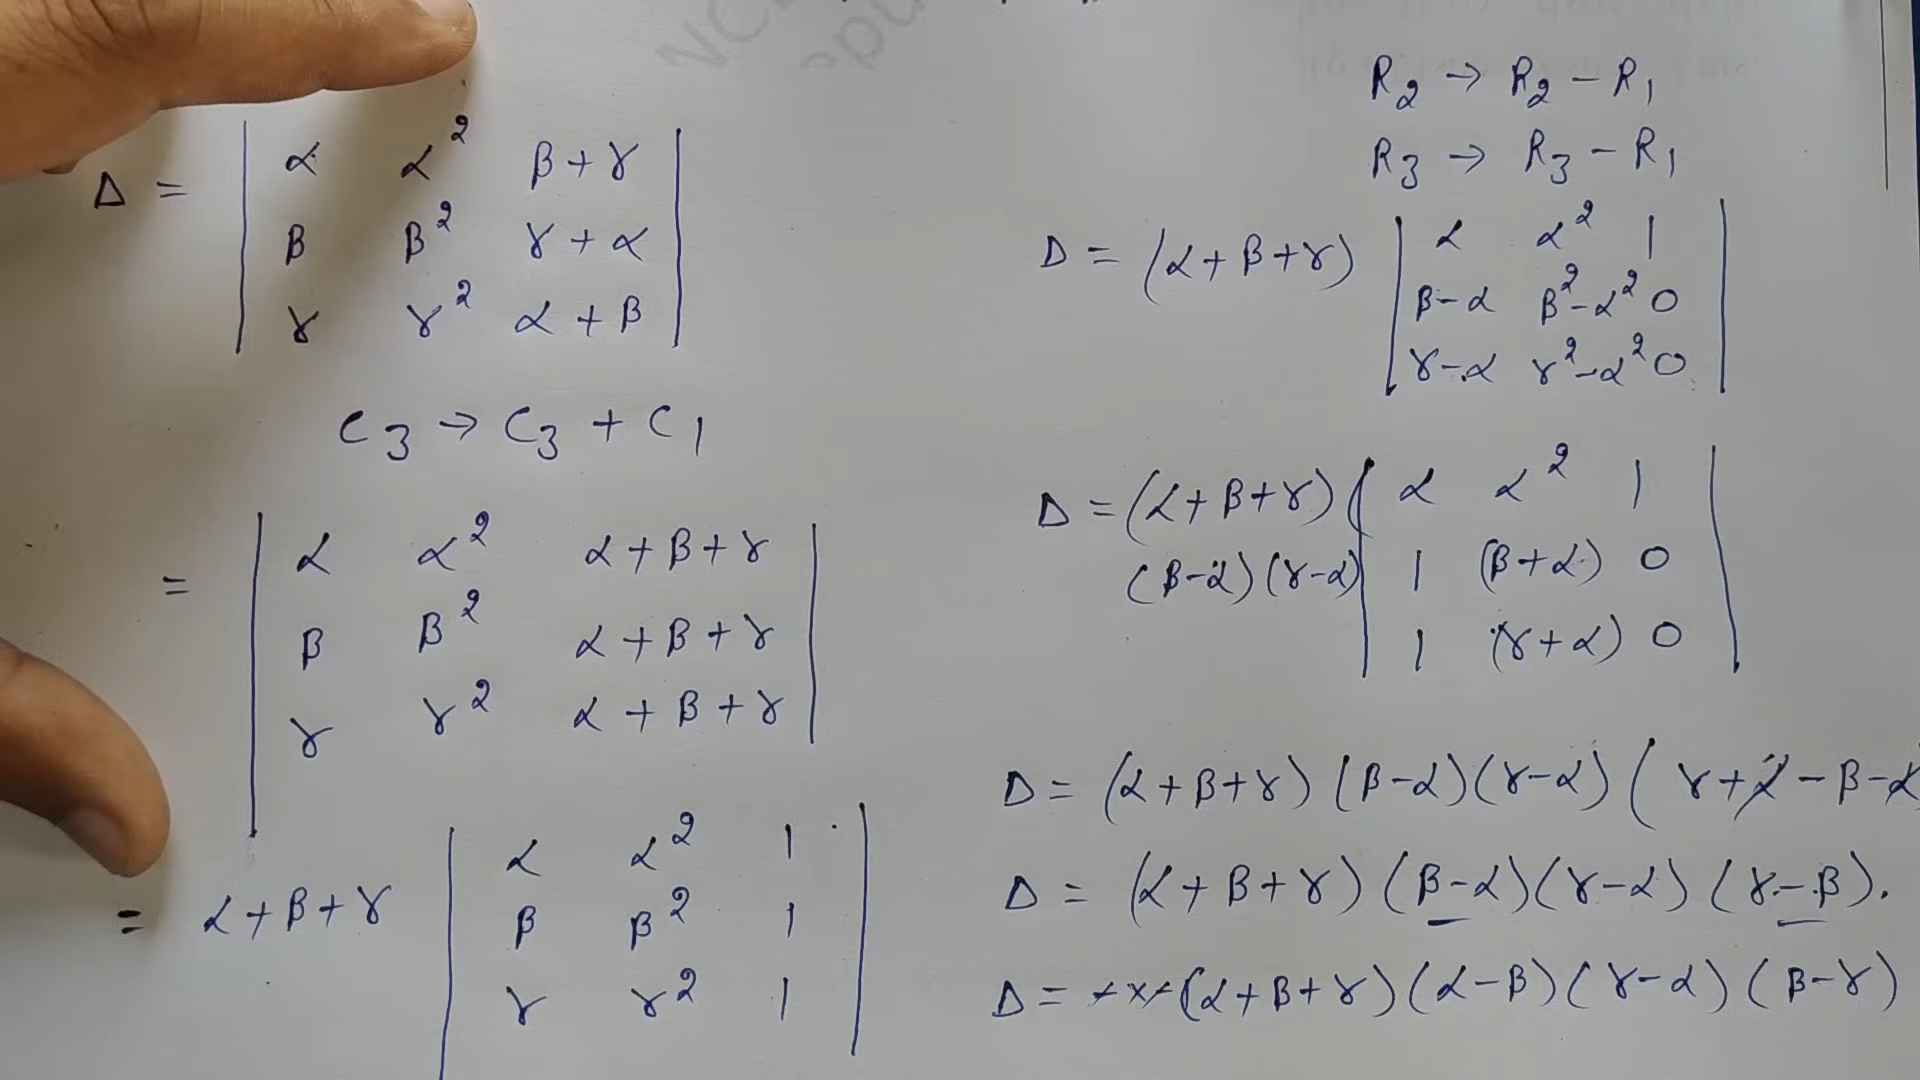 Δ = | α α² β+γ |
| β β² γ+α |
| γ γ² α+β |
C₃ → C₃ + C₁
= | α α² α+β+γ |
| β β² α+β+γ |
| γ γ² α+β+γ |
= α+β+γ | α α² 1 |
| β β² 1 |
| γ γ² 1 |
R₂ → R₂ - R₁
R₃ → R₃ - R₁
Δ = (α+β+γ) | α α² 1 |
| β-α β²-α² 0 |
| γ-α γ²-α² 0 |
Δ = (α+β+γ) | α α² 1 |
(β-α)(γ-α) | 1 (β+α) 0 |
| 1 (γ+α) 0 |
Δ = (α+β+γ)(β-α)(γ-α)(γ+α-β-α
Δ = (α+β+γ)(β-α)(γ-α)(γ-β).
Δ = -x-(α+β+γ)(α-β)(γ-α)(β-γ)